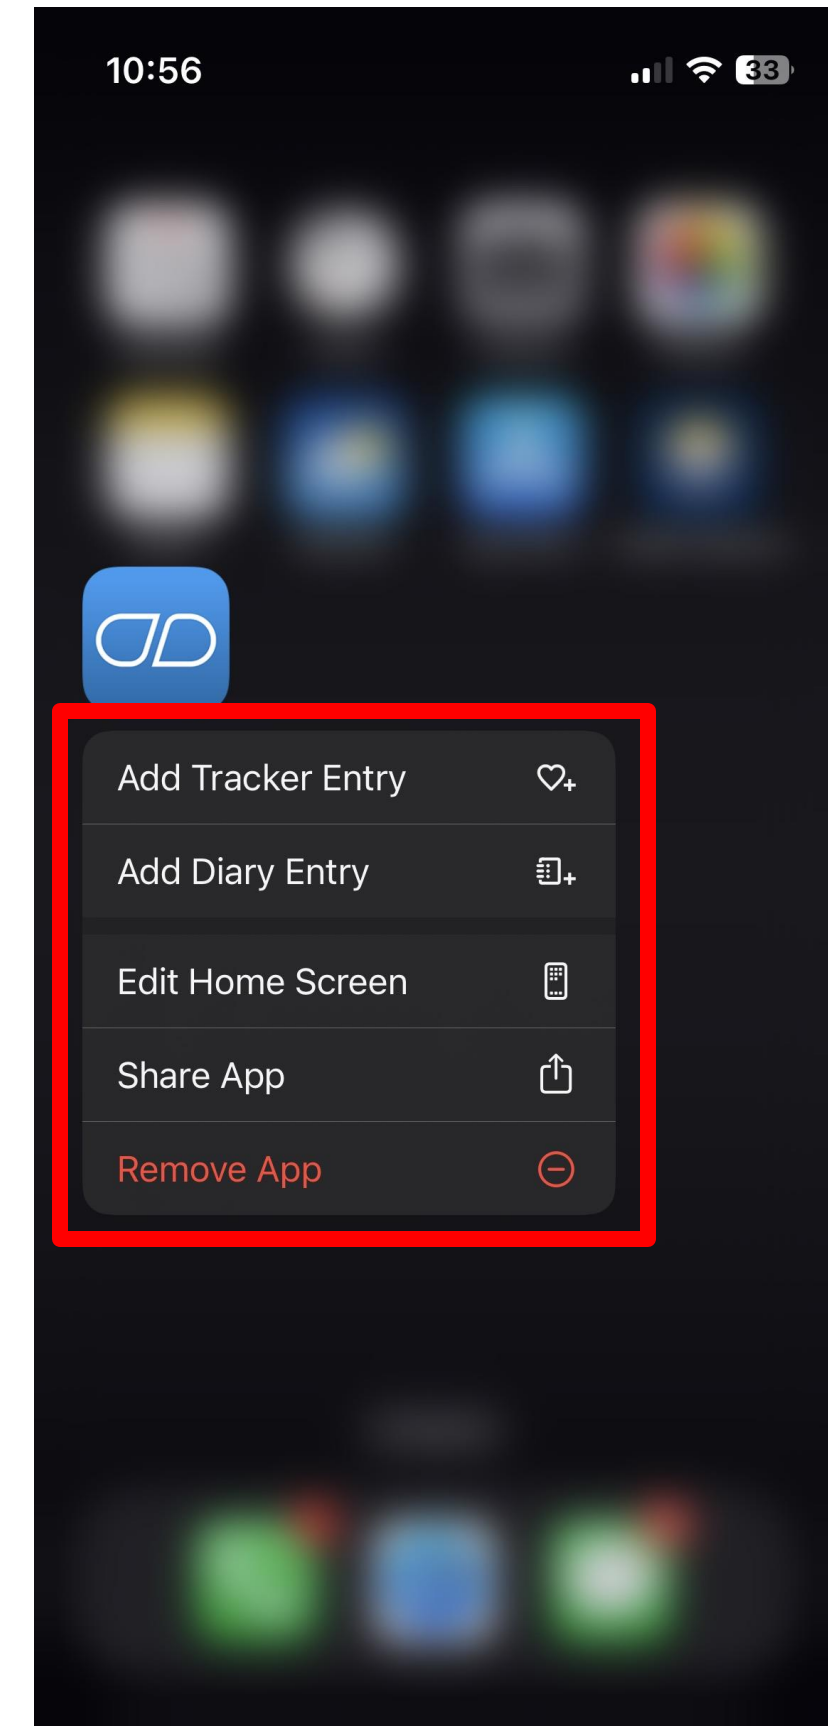 10:56
33
Add Tracker Entry
Add Diary Entry
Edit Home Screen
Share App
Remove App